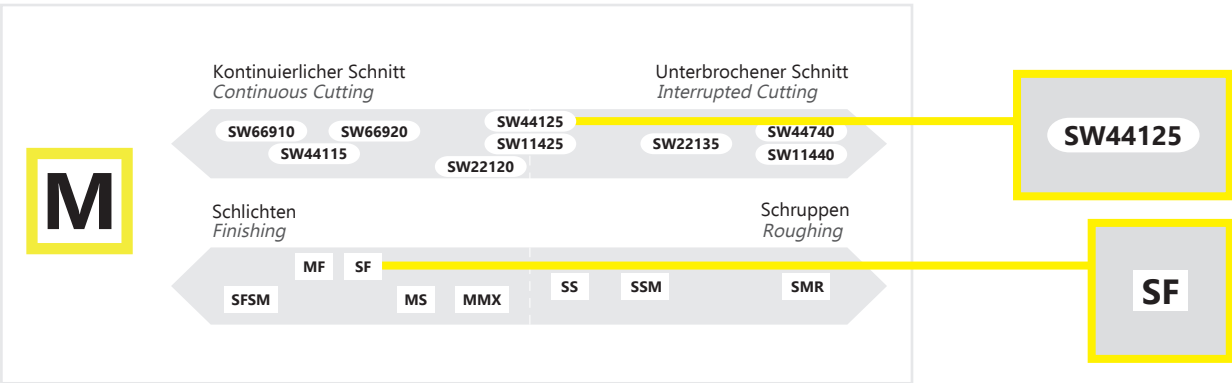 M
Kontinuierlicher Schnitt
Continuous Cutting
Unterbrochener Schnitt
Interrupted Cutting
SW66910
SW66920
SW44115
SW44125
SW11425
SW22120
SW22135
SW44740
SW11440
SW44125
Schlichten
Finishing
Schruppen
Roughing
MF
SF
SFSM
MS
MMX
SS
SSM
SMR
SF